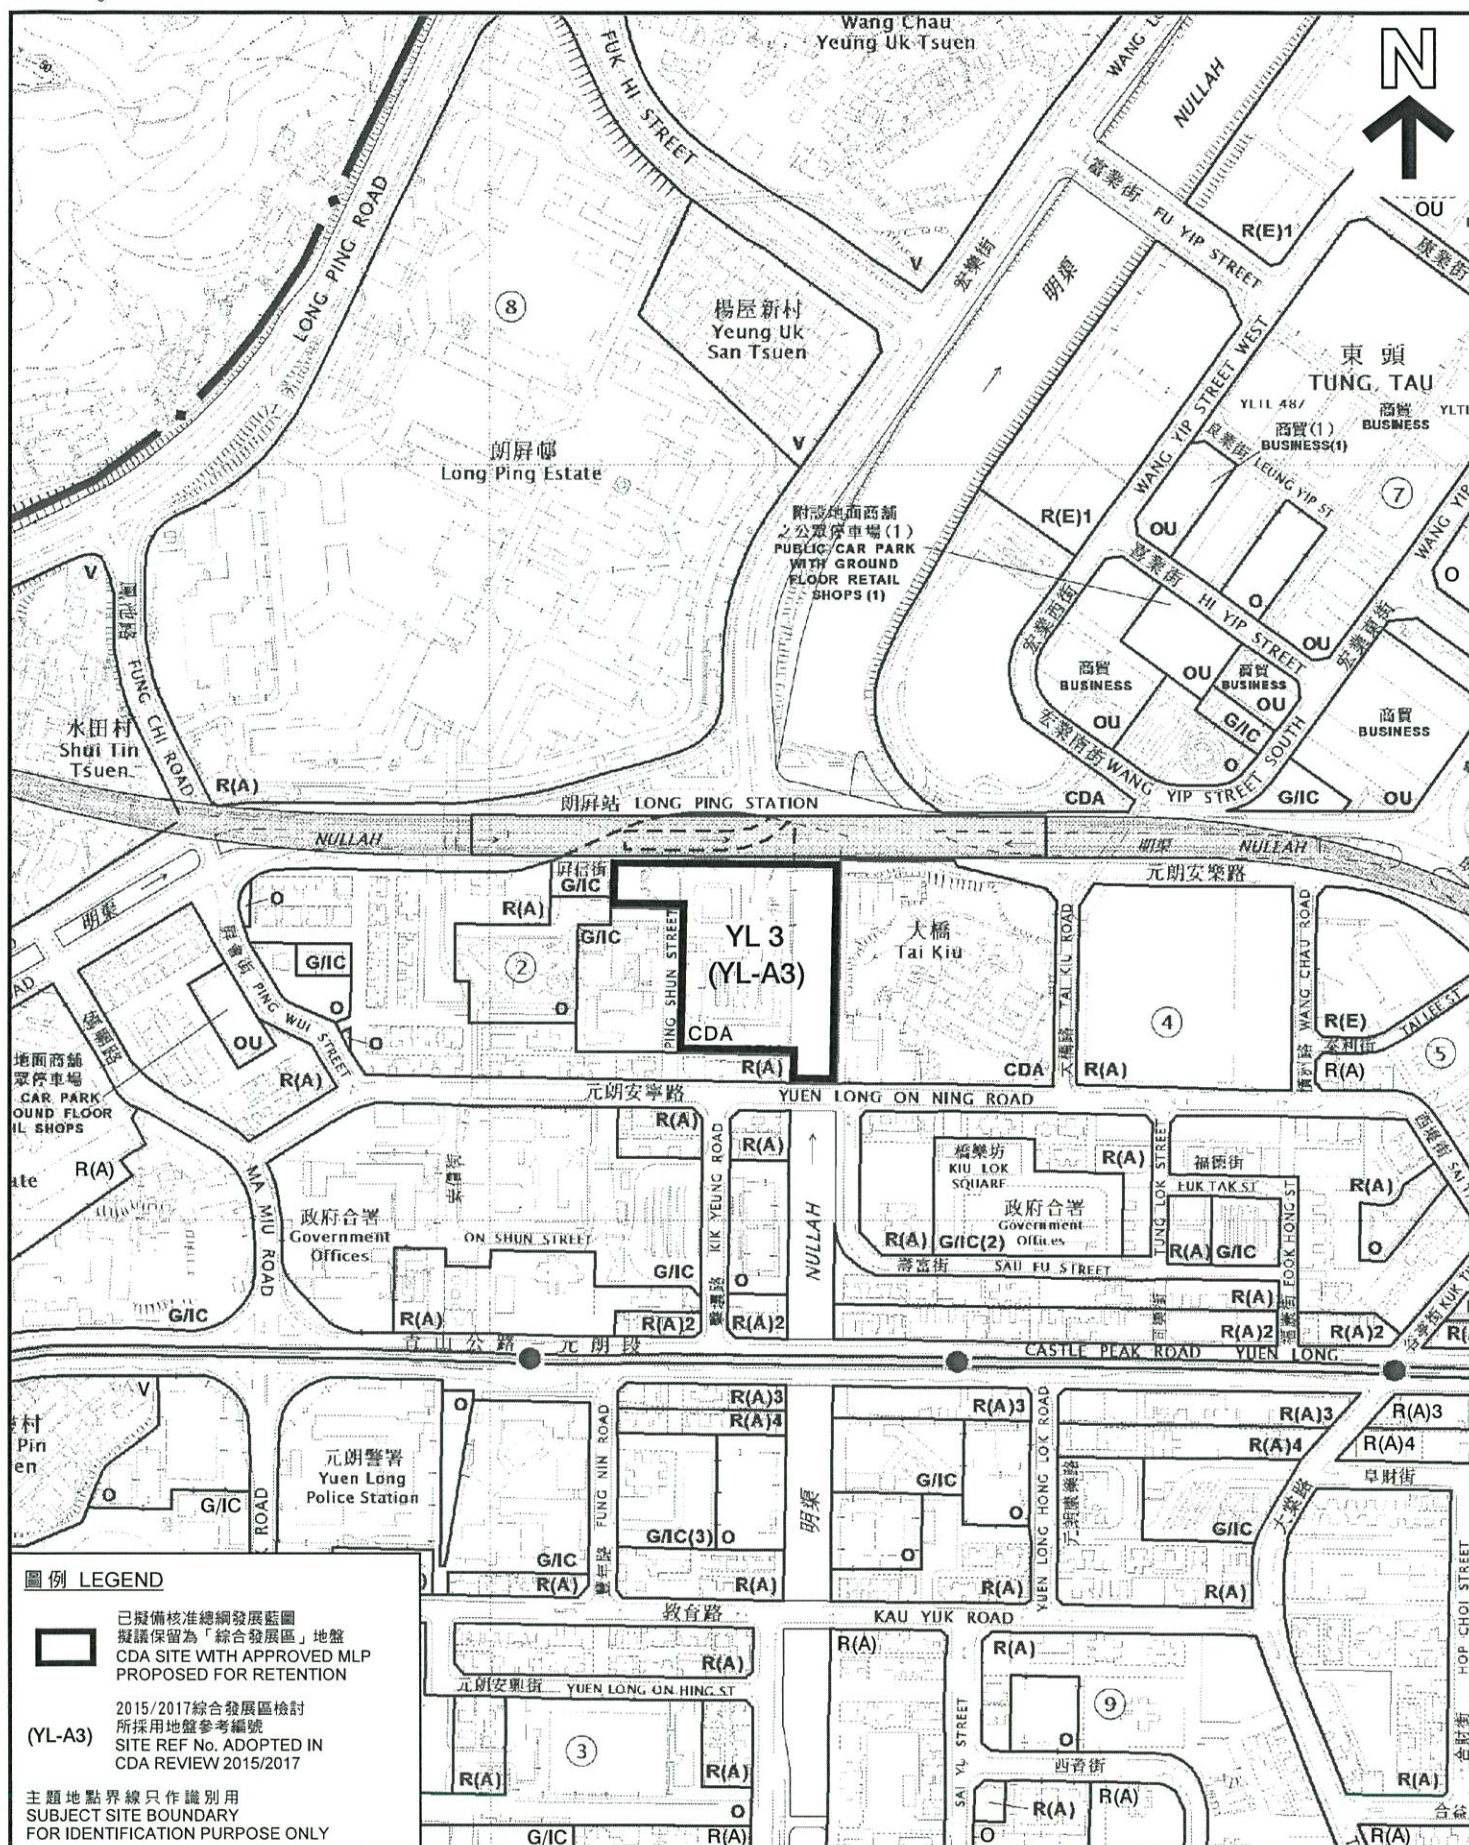 Wang Chau
Yeung Uk Tsuen
N
FUK HI STREET
NULLAH
LONG PING ROAD
富業街 FU YIP STREET
R(E)1
OU
康業街
V
宏樂街
明渠
⑧
楊屋新村
Yeung Uk
San Tsuen
東頭
TUNG TAU
WANG YIP STREET WEST
商貿
BUSINESS
商貿(1)
BUSINESS(1)
良業街 LEUNG YIP ST
⑦
V
朗屏邨
Long Ping Estate
附設地面商舖
之公眾停車場(1)
PUBLIC CAR PARK
WITH GROUND
FLOOR RETAIL
SHOPS (1)
R(E)1
OU
喜業街 HI YIP STREET
O
O
OU
宏業東街
宏業西街
V
FUNG CHI ROAD
水田村
Shui Tin
Tsuen
商貿
BUSINESS
OU
OU
商貿
BUSINESS
OU
G/IC
O
商貿
BUSINESS
宏業南街 WANG YIP STREET SOUTH
R(A)
CDA
G/IC
OU
朗屏站 LONG PING STATION
NULLAH
明渠
NULLAH
元朗安樂路
屏信街
G/IC
R(A)
O
明渠
G/IC
G/IC
②
O
O
PING SHUN STREET
YL 3
(YL-A3)
CDA
大橋
Tai Kiu
大橋路 TAI KIU ROAD
④
WANG CHAU ROAD
R(E)
TAI LEE ST
泰利街
R(A)
⑤
屏會街 PING WUI STREET
OU
O
R(A)
R(A)
CDA
R(A)
地面商舖
眾停車場
CAR PARK
OUND FLOOR
IL SHOPS
元朗安寧路
YUEN LONG ON NING ROAD
R(A)
R(A)
R(A)
MA MIU ROAD
政府合署
Government
Offices
ON SHUN STREET
KIK YEUNG ROAD
NULLAH
橋樂坊
KIU LOK
SQUARE
政府合署
Government
Offices
R(A)
TUNG LOK STREET
福德街
FUK TAK ST
FOOK HONG ST
R(A)
O
R(A)
G/IC(2)
R(A)
G/IC
壽富街
SAU FU STREET
G/IC
O
G/IC
R(A)
R(A)2
R(A)2
R(A)
R(A)2
R(A)2
青山公路 元朗段
CASTLE PEAK ROAD YUEN LONG
V
O
G/IC
元朗警署
Yuen Long
Police Station
O
G/IC
R(A)
FUNG NIN ROAD
R(A)3
R(A)4
G/IC(3)
O
R(A)
明渠
R(A)3
G/IC
O
O
R(A)
YUEN LONG HONG LOK ROAD
元朗康樂路
R(A)3
R(A)4
G/IC
R(A)
R(A)3
R(A)4
阜財街
大棠路
教育路
KAU YUK ROAD
R(A)
元朗安興街
YUEN LONG ON HING ST
R(A)
③
R(A)
O
G/IC
R(A)
R(A)
R(A)
⑨
O
西菁街
R(A)
R(A)
O
HOP CHOI STREET
合財街
R(A)
合益
R(A)
圖例 LEGEND
已擬備核准總綱發展藍圖
擬議保留為「綜合發展區」地盤
CDA SITE WITH APPROVED MLP
PROPOSED FOR RETENTION
(YL-A3)
2015/2017綜合發展區檢討
所採用地盤參考編號
SITE REF No. ADOPTED IN
CDA REVIEW 2015/2017
主題地點界線只作識別用
SUBJECT SITE BOUNDARY
FOR IDENTIFICATION PURPOSE ONLY